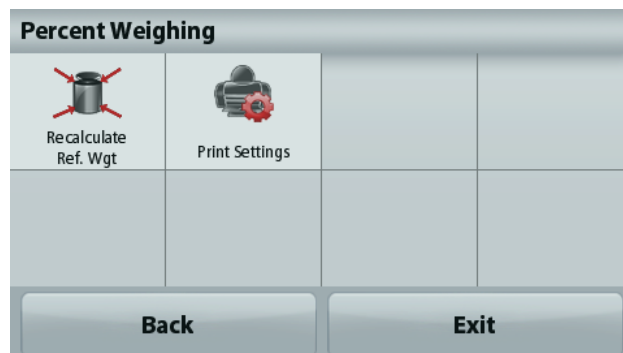 Percent Weighing
Recalculate
Ref. Wgt
Print Settings
Back
Exit